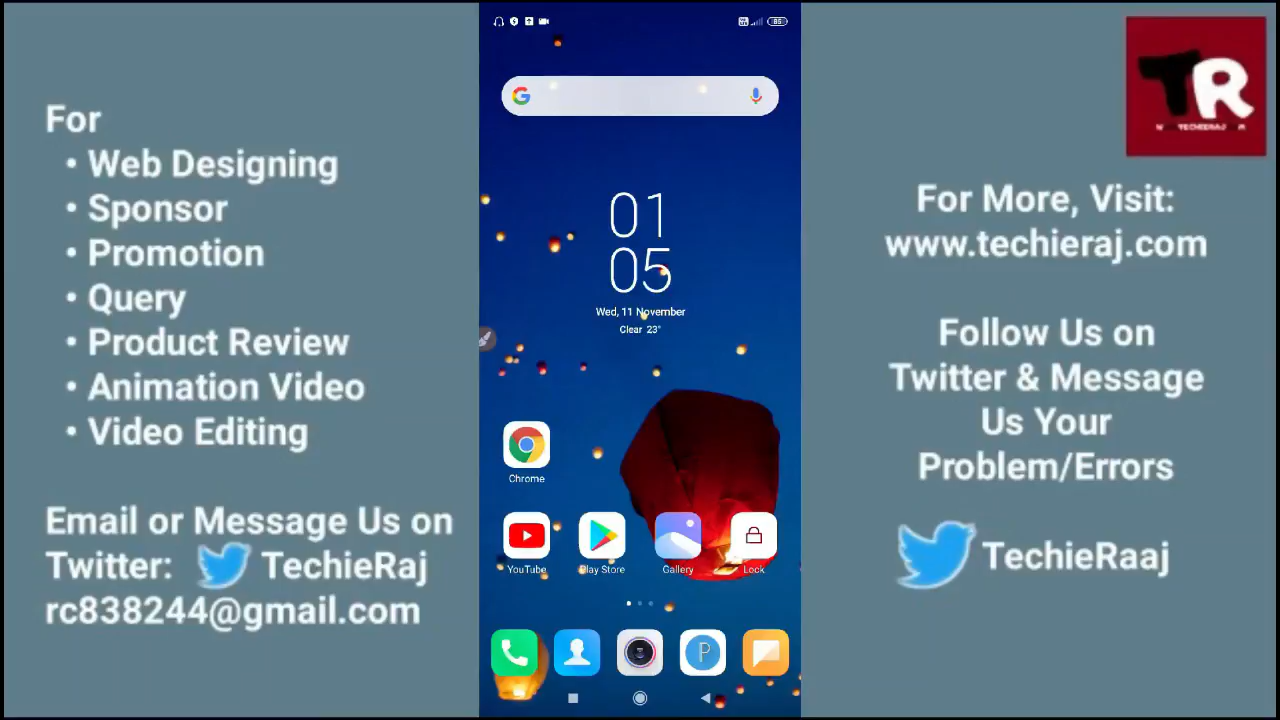 For
• Web Designing
• Sponsor
• Promotion
• Query
• Product Review
• Animation Video
• Video Editing
Email or Message Us on
Twitter: TechieRaj
rc838244@gmail.com
85
G
01
05
Wed, 11 November
Clear 23°
Chrome
YouTube
Play Store
Gallery
Lock
P
TR
For More, Visit:
www.techieraj.com
Follow Us on
Twitter & Message
Us Your
Problem/Errors
TechieRaaj